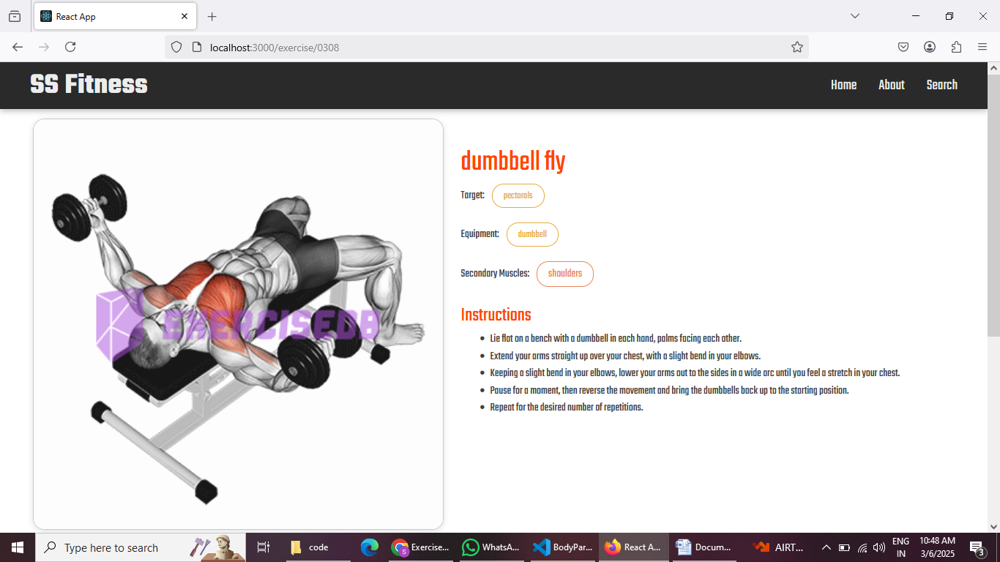 React App
localhost:3000/exercise/0308
SS Fitness
Home
About
Search
EXERCISEDB
dumbbell fly
Target: pectorals
Equipment: dumbbell
Secondary Muscles: shoulders
Instructions
Lie flat on a bench with a dumbbell in each hand, palms facing each other.
Extend your arms straight up over your chest, with a slight bend in your elbows.
Keeping a slight bend in your elbows, lower your arms out to the sides in a wide arc until you feel a stretch in your chest.
Pause for a moment, then reverse the movement and bring the dumbbells back up to the starting position.
Repeat for the desired number of repetitions.
Type here to search
code
Exercise...
WhatsA...
BodyPar...
React A...
Docum...
AIRT...
ENG
IN
10:48 AM
3/6/2025
3